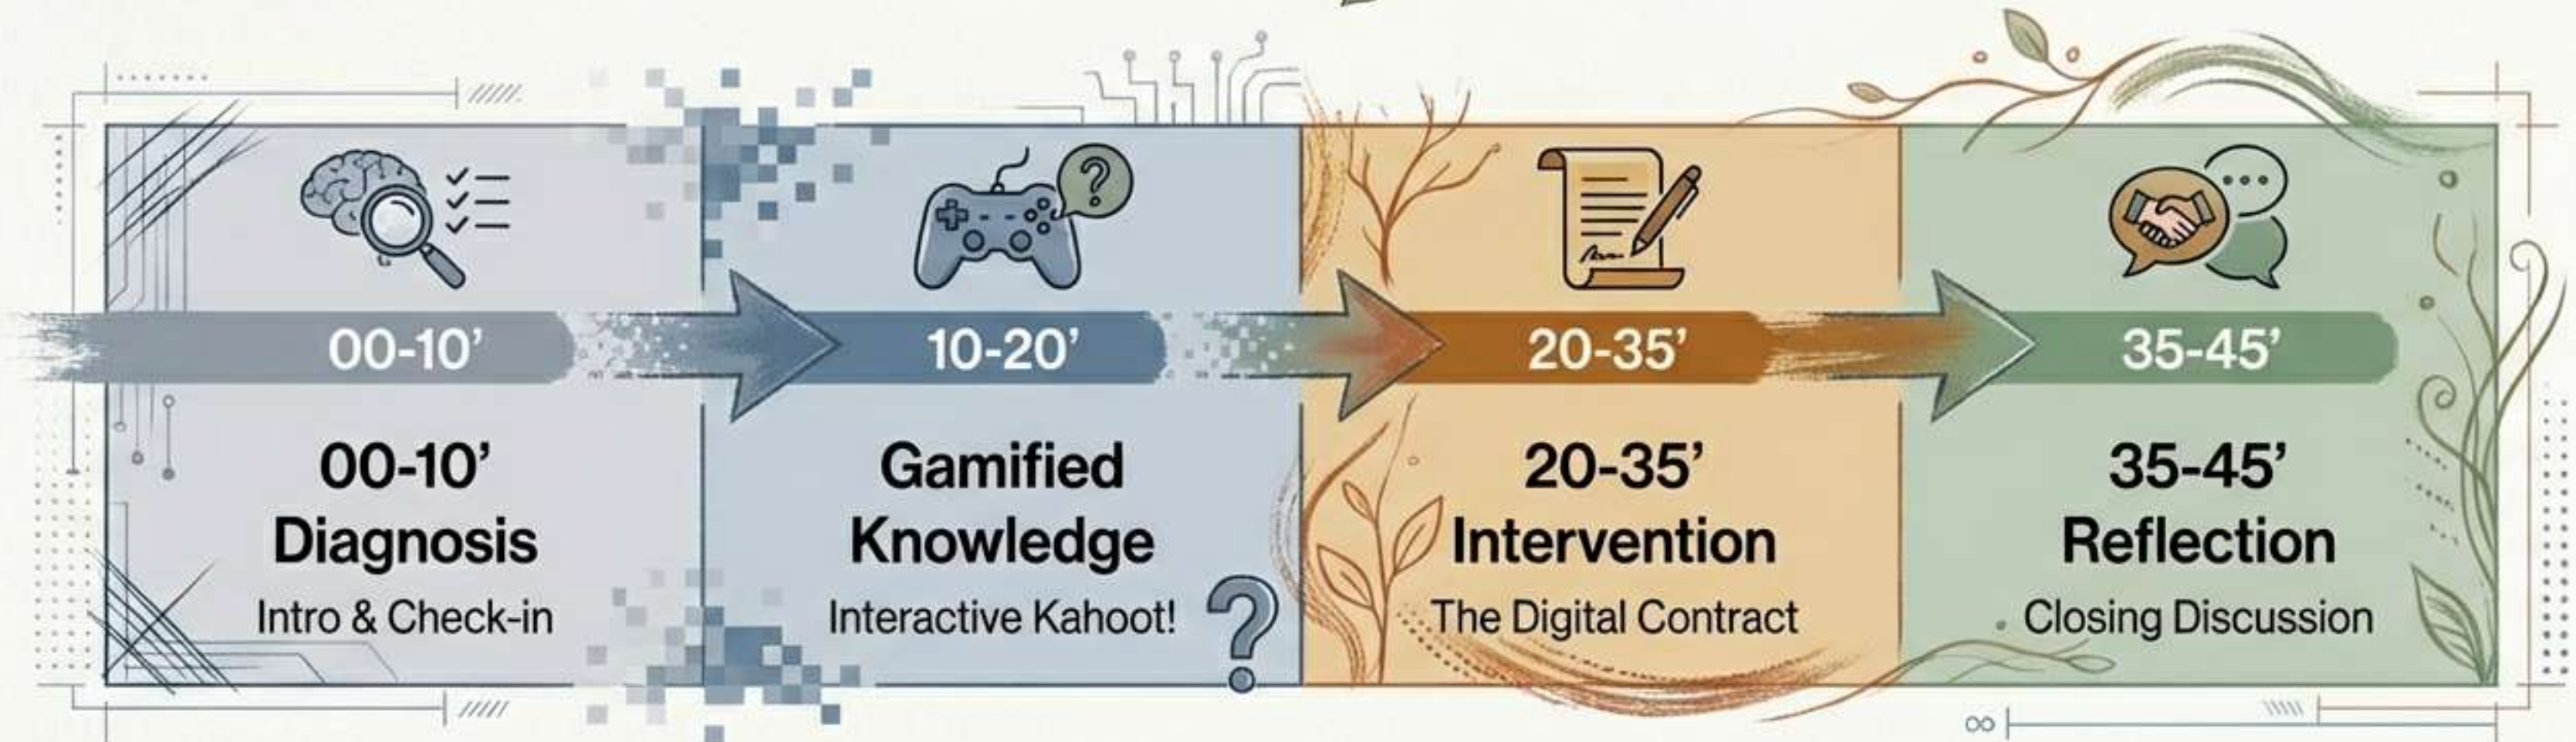 00-10’
10-20’
20-35’
35-45’
00-10’
Diagnosis
Intro & Check-in
Gamified
Knowledge
Interactive Kahoot!
?
20-35’
Intervention
The Digital Contract
35-45’
Reflection
Closing Discussion
?
∞